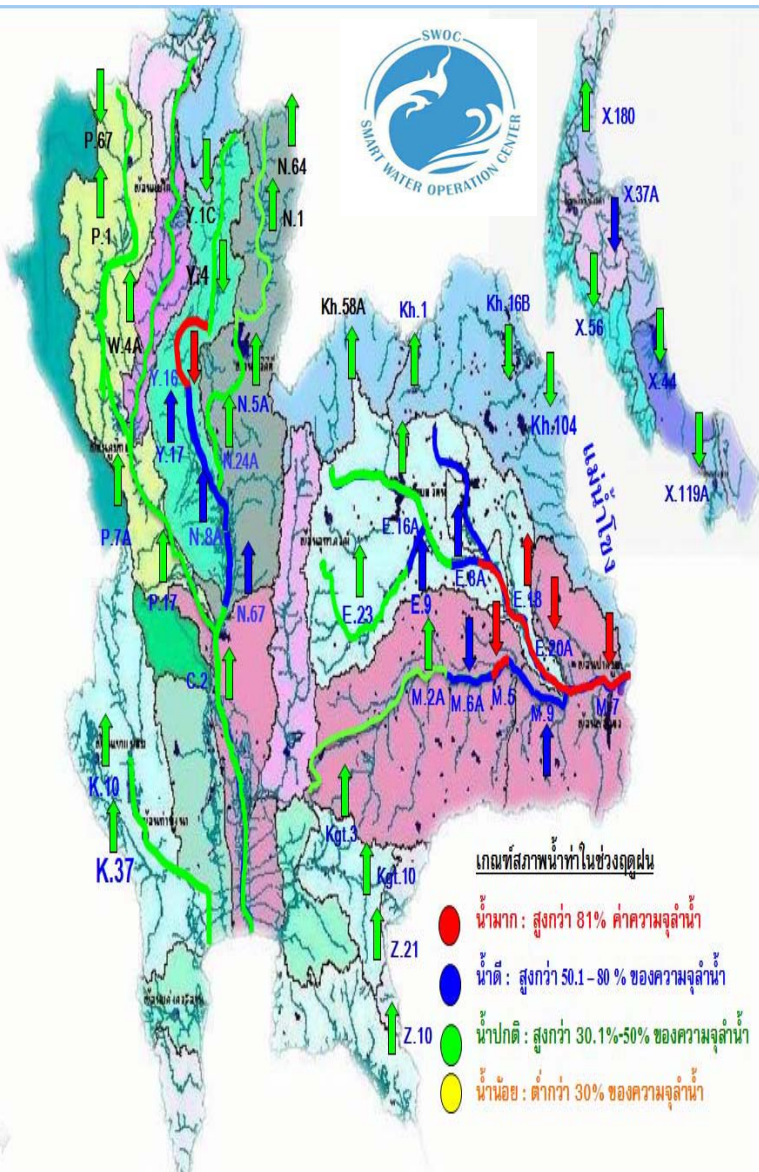 SWOC
SMART WATER OPERATION CENTER
P.67
P.1
W.4A
Y.1C
Y.4
N.64
N.1
Y.16
Y.17
N.5A
N.24A
N.8A
P.7A
P.17
N.67
C.2
K.10
K.37
Kh.58A
Kh.1
Kh.16B
Kh.104
แม่น้ำโขง
E.16A
E.8A
E.9
E.23
E.18
E.20A
M.2A
M.6A
M.5
M.9
M.7
Kgt.3
Kgt.10
Z.21
Z.10
X.180
X.37A
X.56
X.44
X.119A
เกณฑ์สภาพน้ำท่าในช่วงฤดูฝน
น้ำมาก : สูงกว่า 81% ค่าความจุลำน้ำ
น้ำดี : สูงกว่า 50.1 – 80 % ของความจุลำน้ำ
น้ำปกติ : สูงกว่า 30.1%-50% ของความจุลำน้ำ
น้ำน้อย : ต่ำกว่า 30% ของความจุลำน้ำ